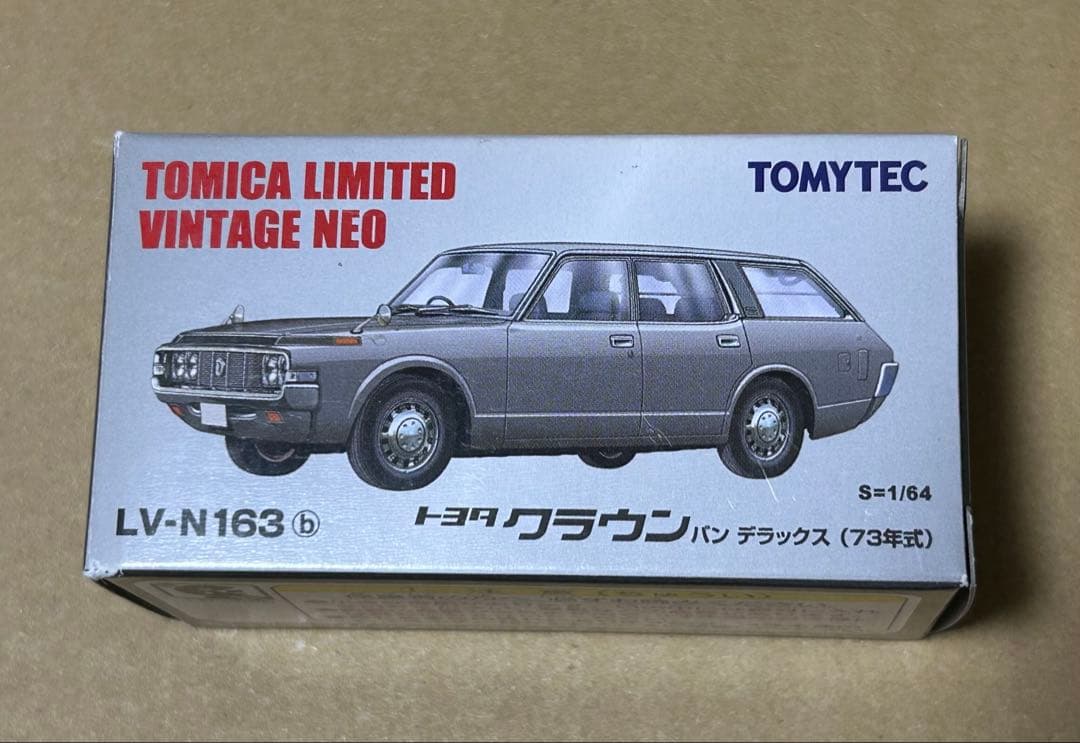 TOMICA LIMITED
VINTAGE NEO
TOMYTEC
S=1/64
LV-N163 ⓑ
トヨタ クラウン バン デラックス (73年式)